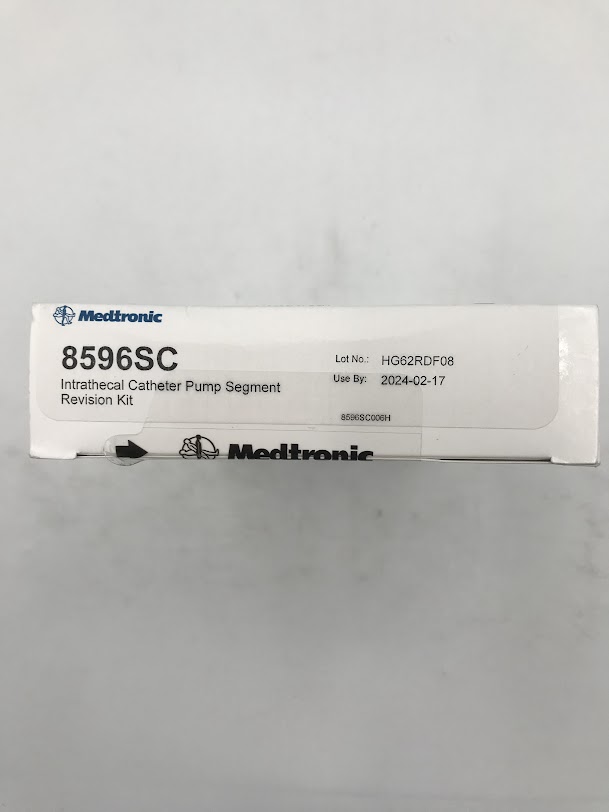 Medtronic
8596SC
Intrathecal Catheter Pump Segment
Revision Kit
Lot No.: HG62RDF08
Use By: 2024-02-17
8596SC006H
Medtronic